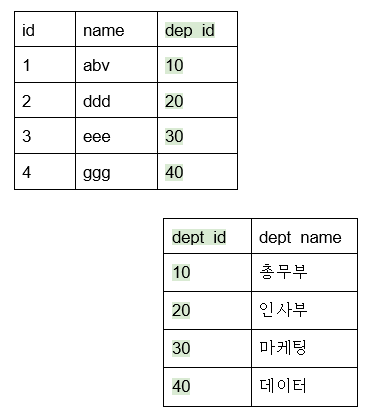 id name dep_id
1 abv 10
2 ddd 20
3 eee 30
4 ggg 40
dept_id dept_name
10 총무부
20 인사부
30 마케팅
40 데이터